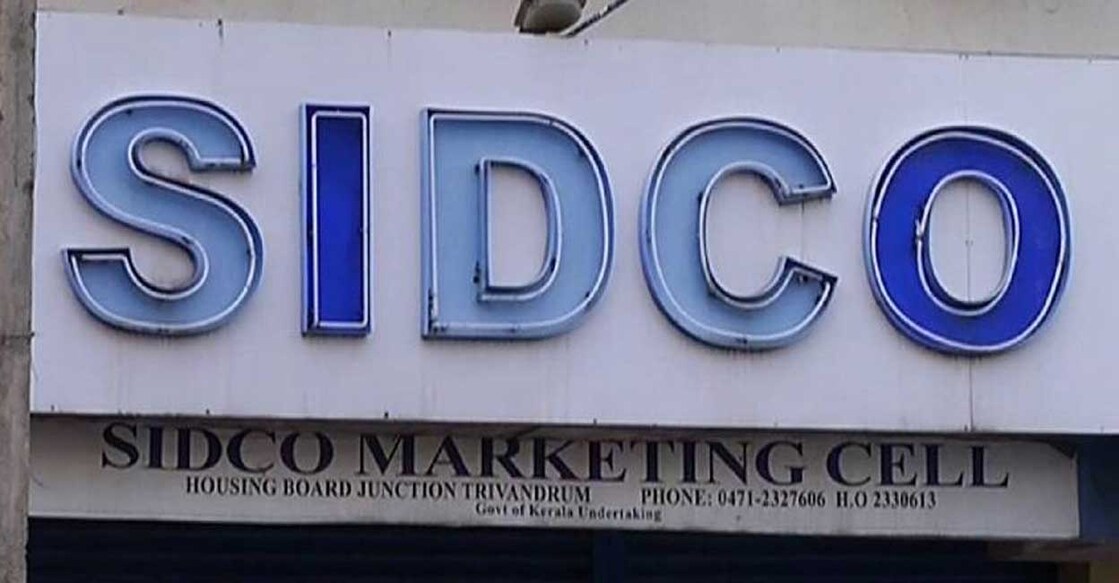 SIDCO
SIDCO MARKETING CELL
HOUSING BOARD JUNCTION TRIVANDRUM PHONE: 0471-2327606 H.O 2330613
Govt of Kerala Undertaking